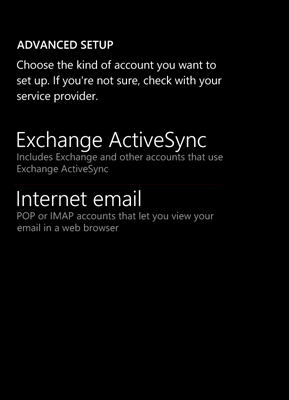 ADVANCED SETUP
Choose the kind of account you want to
set up. If you're not sure, check with your
service provider.
Exchange ActiveSync
Includes Exchange and other accounts that use
Exchange ActiveSync
Internet email
POP or IMAP accounts that let you view your
email in a web browser